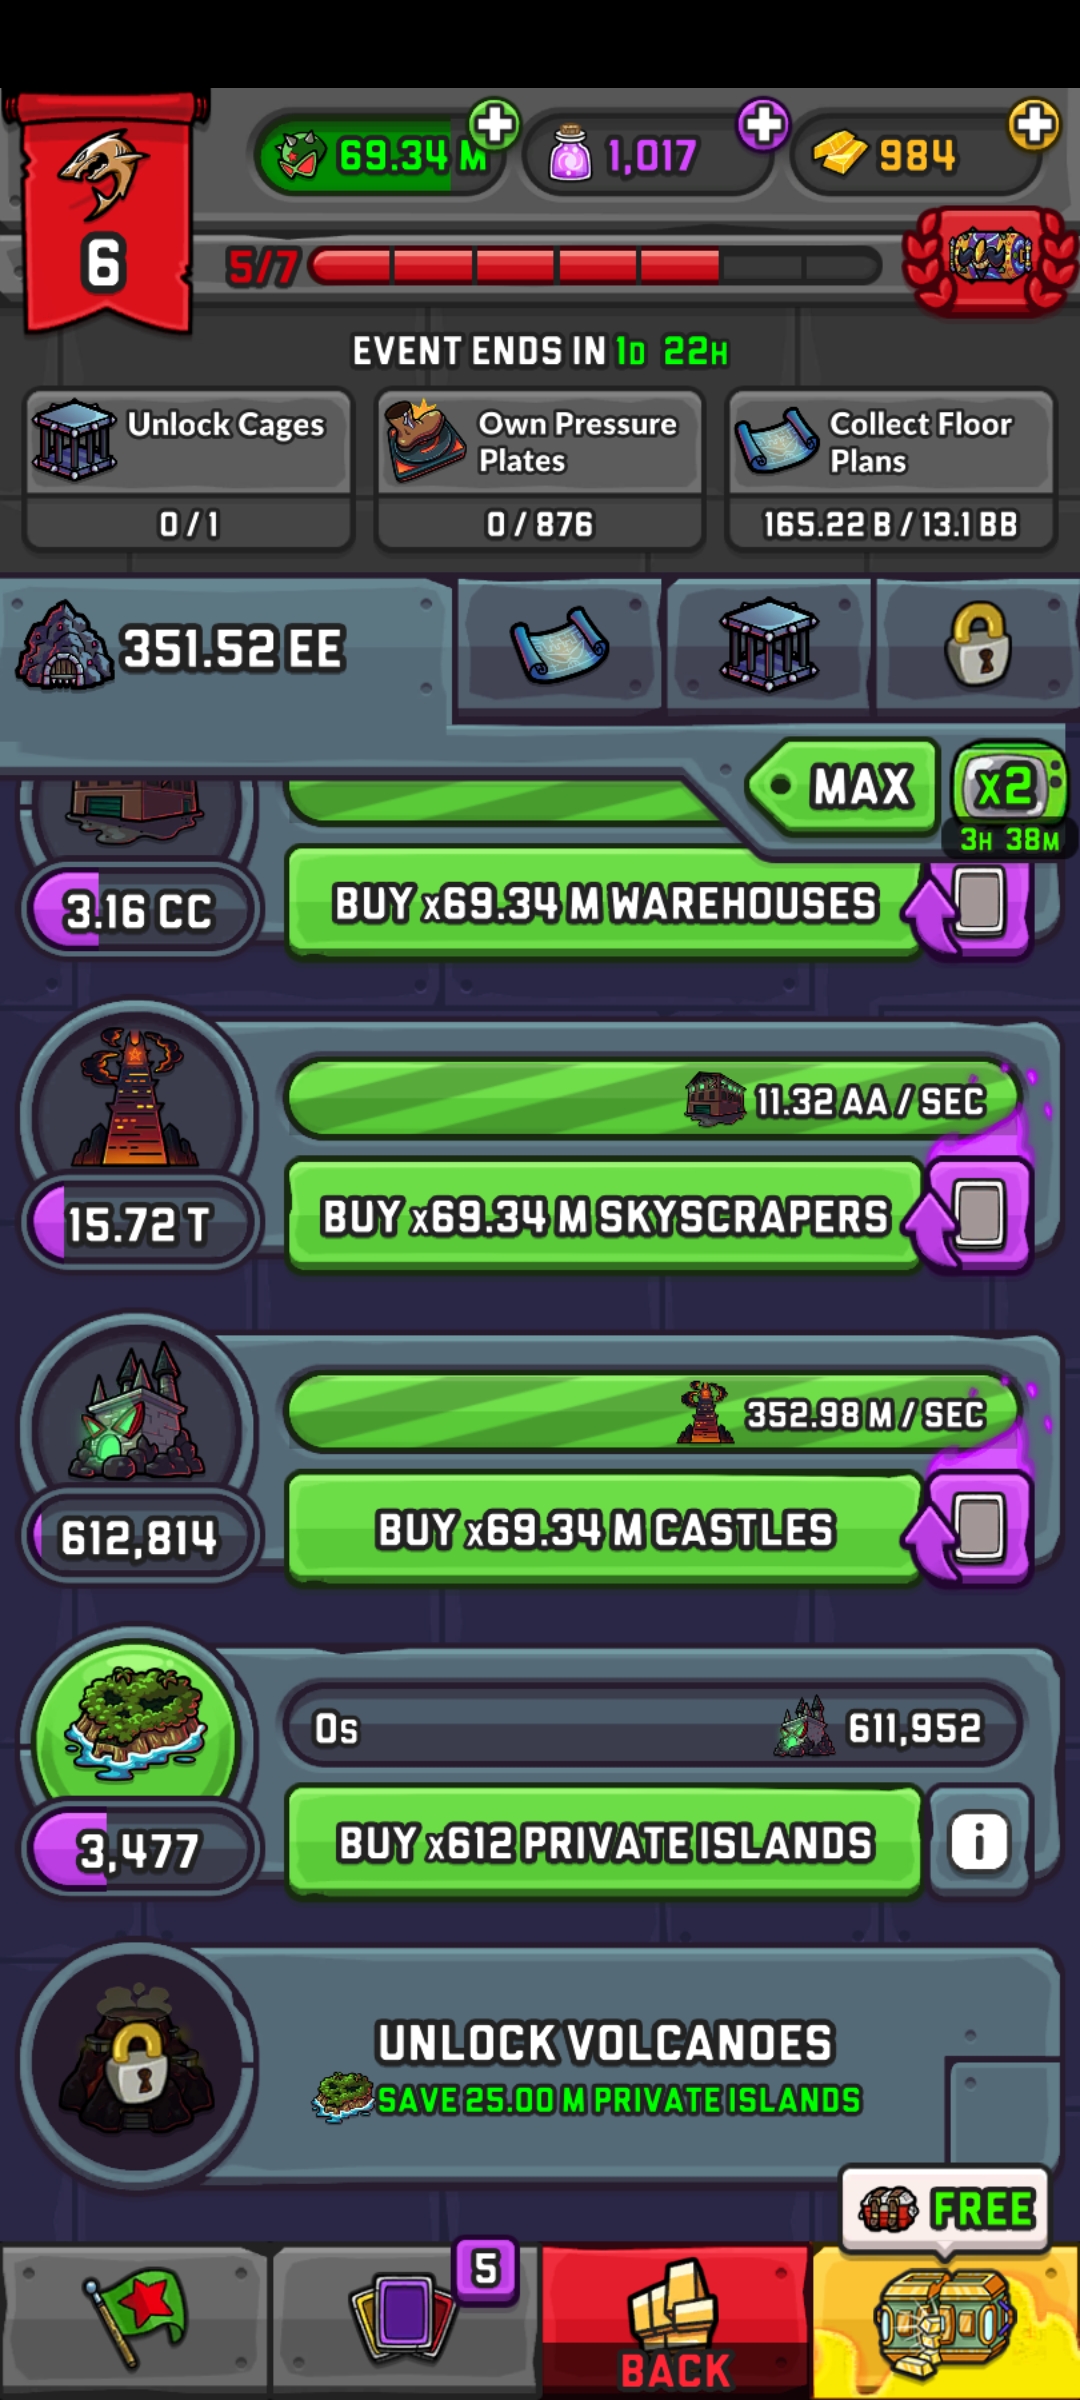 69.34 M
1,017
984
6
5/7
EVENT ENDS IN 1D 22H
Unlock Cages
0 / 1
Own Pressure
Plates
0 / 876
Collect Floor
Plans
165.22 B / 13.1 BB
351.52 EE
MAX
x2
3H 38M
3.16 CC
BUY x69.34 M WAREHOUSES
11.32 AA / SEC
15.72 T
BUY x69.34 M SKYSCRAPERS
352.98 M / SEC
612,814
BUY x69.34 M CASTLES
0s
611,952
3,477
BUY x612 PRIVATE ISLANDS
i
UNLOCK VOLCANOES
SAVE 25.00 M PRIVATE ISLANDS
FREE
5
BACK